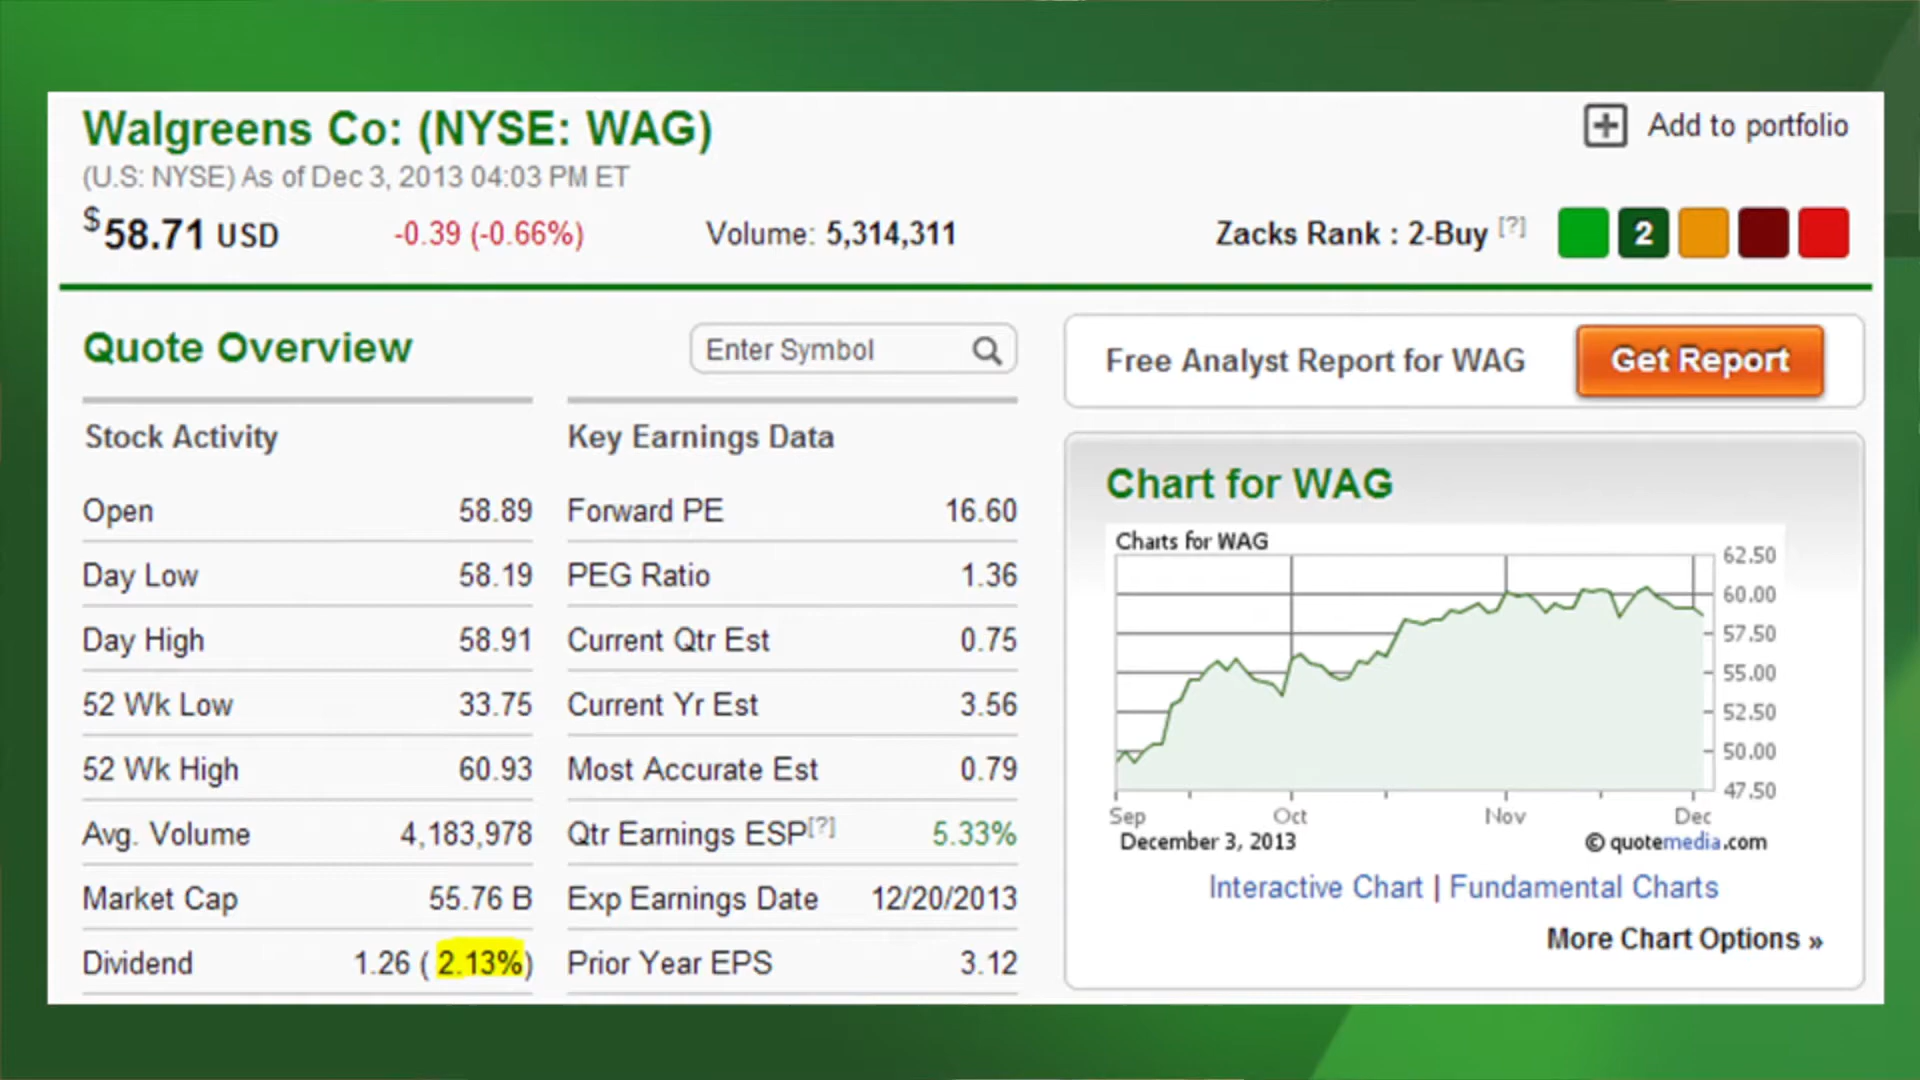 Walgreens Co: (NYSE: WAG)
Add to portfolio
(U.S: NYSE) As of Dec 3, 2013 04:03 PM ET
$58.71 USD -0.39 (-0.66%) Volume: 5,314,311 Zacks Rank : 2-Buy [?] 2
Quote Overview
Enter Symbol
Free Analyst Report for WAG Get Report
Stock Activity
Open 58.89
Day Low 58.19
Day High 58.91
52 Wk Low 33.75
52 Wk High 60.93
Avg. Volume 4,183,978
Market Cap 55.76 B
Dividend 1.26 ( 2.13%)
Key Earnings Data
Forward PE 16.60
PEG Ratio 1.36
Current Qtr Est 0.75
Current Yr Est 3.56
Most Accurate Est 0.79
Qtr Earnings ESP[?] 5.33%
Exp Earnings Date 12/20/2013
Prior Year EPS 3.12
Chart for WAG
Charts for WAG
62.50
60.00
57.50
55.00
52.50
50.00
47.50
Sep Oct Nov Dec
December 3, 2013 © quotemedia.com
Interactive Chart | Fundamental Charts
More Chart Options »